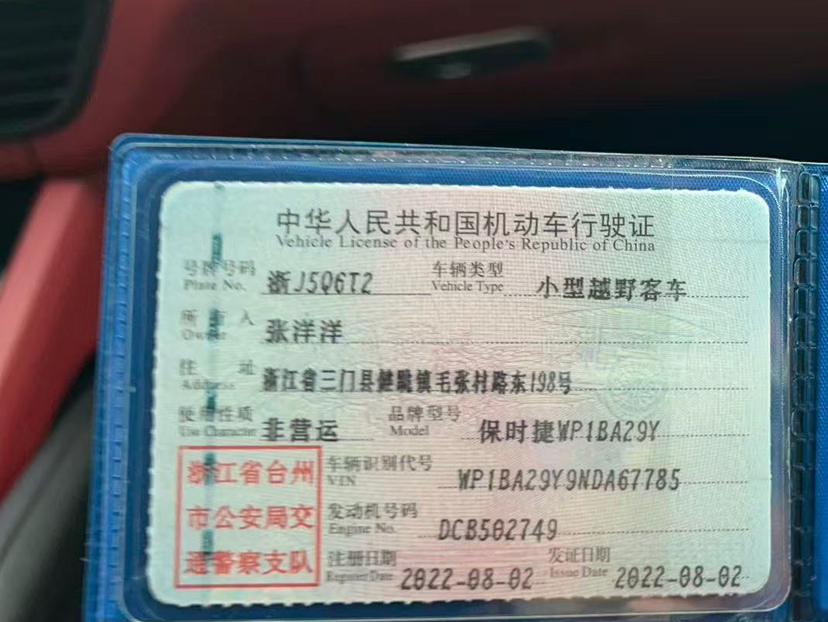 中华人民共和国机动车行驶证
Vehicle License of the People's Republic of China
号牌号码 浙J5Q6T2 车辆类型 小型越野客车
Plate No. Vehicle Type
所有人 张洋洋
Owner
住址 浙江省三门县健跳镇毛张村路东198号
Address
使用性质 非营运 品牌型号 保时捷WP1BA29Y
Use Character Model
浙江省台州 车辆识别代号 WP1BA29Y9NDA67785
VIN
市公安局交 发动机号码 DCB502749
Engine No.
通警察支队 注册日期 2022-08-02 发证日期 2022-08-02
Register Date Issue Date